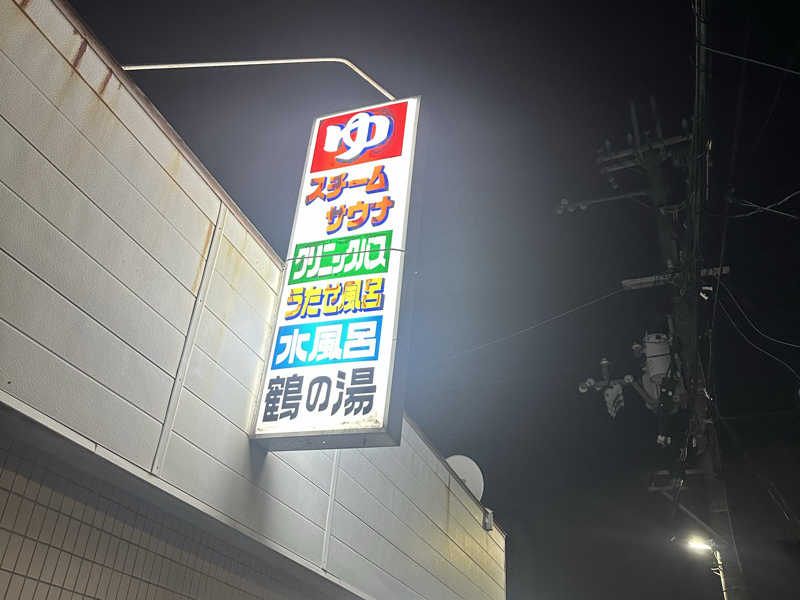 ゆ
スチーム
サウナ
クリニックバス
うたせ風呂
水風呂
鶴の湯